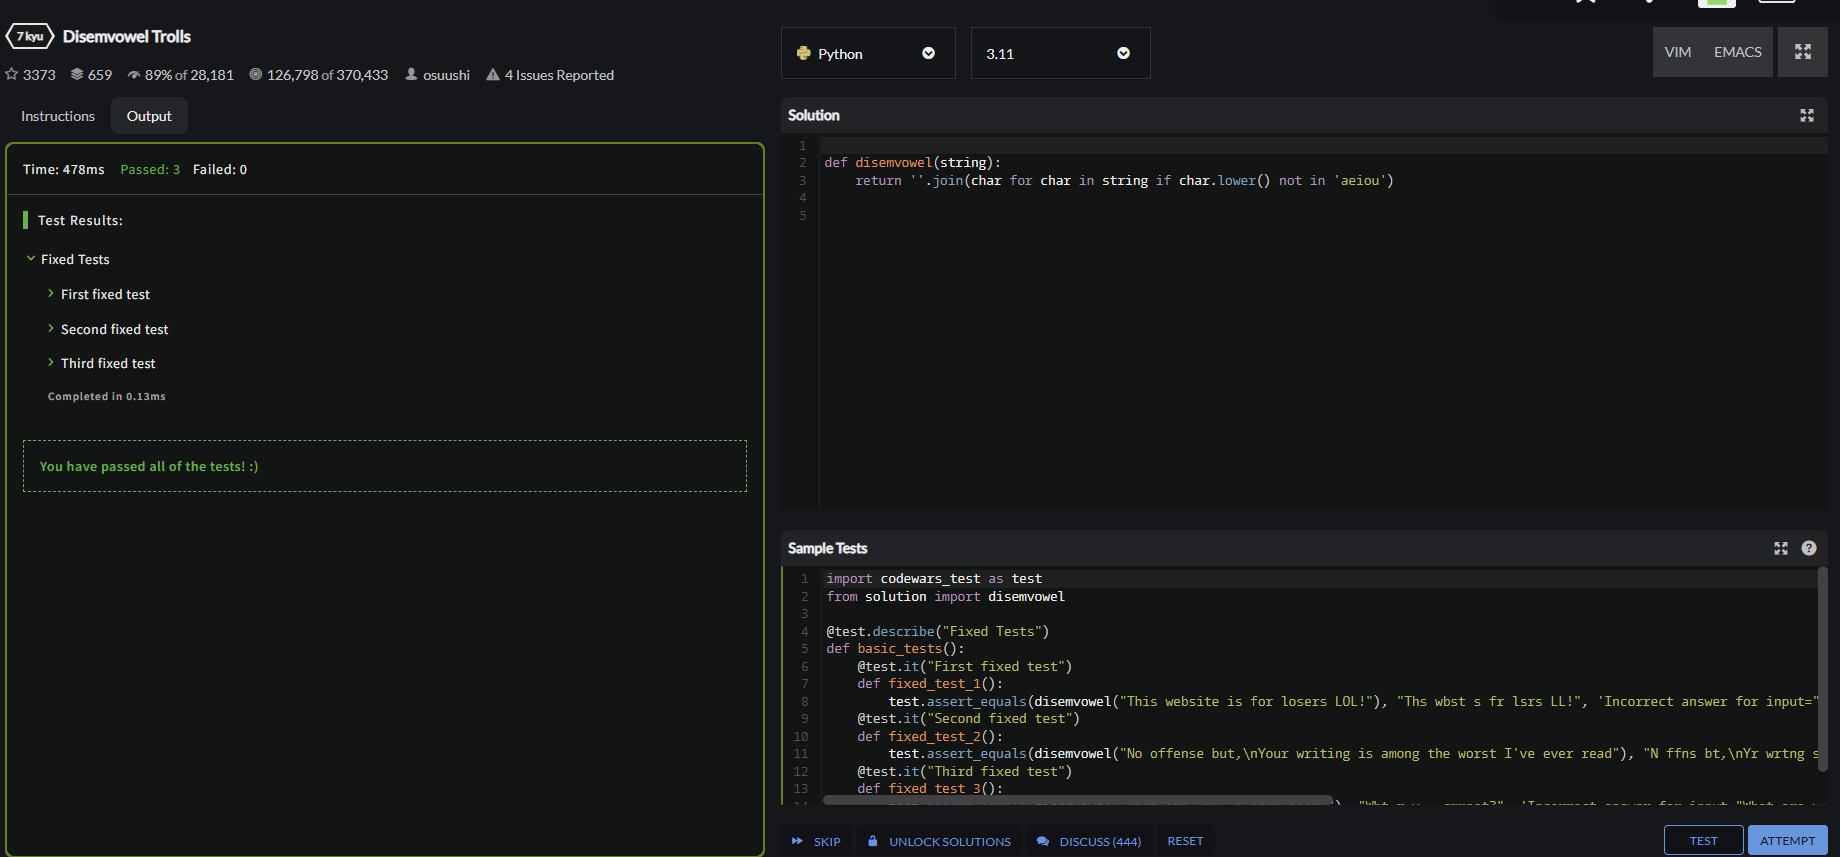 7 kyu Disemvowel Trolls
3373 659 89% of 28,181 126,798 of 370,433 osuushi 4 Issues Reported
Instructions Output
Time: 478ms Passed: 3 Failed: 0
Test Results:
Fixed Tests
First fixed test
Second fixed test
Third fixed test
Completed in 0.13ms
You have passed all of the tests! :)
Python 3.11 VIM EMACS
Solution
1
2 def disemvowel(string):
3     return ''.join(char for char in string if char.lower() not in 'aeiou')
4
5
Sample Tests
1 import codewars_test as test
2 from solution import disemvowel
3
4 @test.describe("Fixed Tests")
5 def basic_tests():
6     @test.it("First fixed test")
7     def fixed_test_1():
8         test.assert_equals(disemvowel("This website is for losers LOL!"), "Ths wbst s fr lsrs LL!", 'Incorrect answer for input="
9     @test.it("Second fixed test")
10     def fixed_test_2():
11         test.assert_equals(disemvowel("No offense but,\nYour writing is among the worst I've ever read"), "N ffns bt,\nYr wrtng s
12     @test.it("Third fixed test")
13     def fixed_test_3():
SKIP UNLOCK SOLUTIONS DISCUSS (444) RESET TEST ATTEMPT